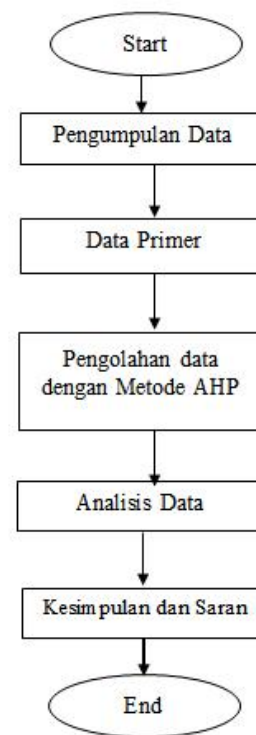 Start
Pengumpulan Data
Data Primer
Pengolahan data
dengan Metode AHP
Analisis Data
Kesimpulan dan Saran
End